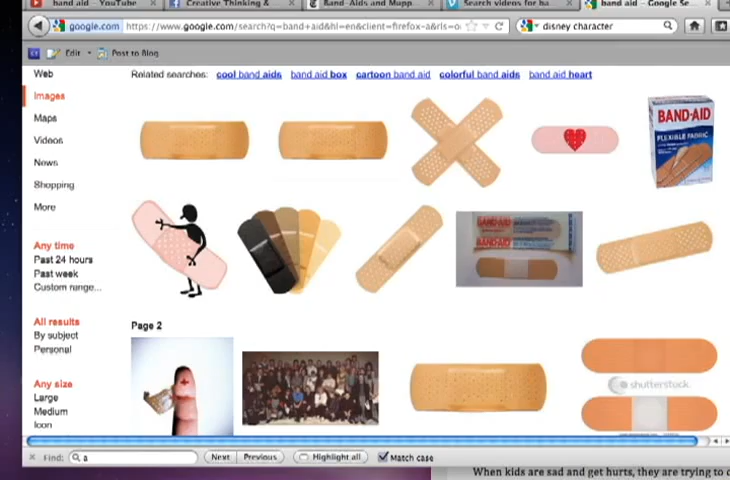 band aid - YouTube
Creative Thinking &
Band-Aids and Mapp...
Search videos for ba...
band aid - Google Se...
google.com
https://www.google.com/search?q=band+aid&hl=en&client=firefox-a&rls=o
disney character
Edit
Post to Blog
Web
Related searches: cool band aids band aid box cartoon band aid colorful band aids band aid heart
Images
Maps
Videos
News
Shopping
More
BAND-AID
FLEXIBLE FABRIC
BAND-AID
BAND-AID
Any time
Past 24 hours
Past week
Custom range...
All results
By subject
Personal
Page 2
shutterstock
Any size
Large
Medium
Icon
Find: a
Next
Previous
Highlight all
Match case
When kids are sad and get hurts, they are trying to